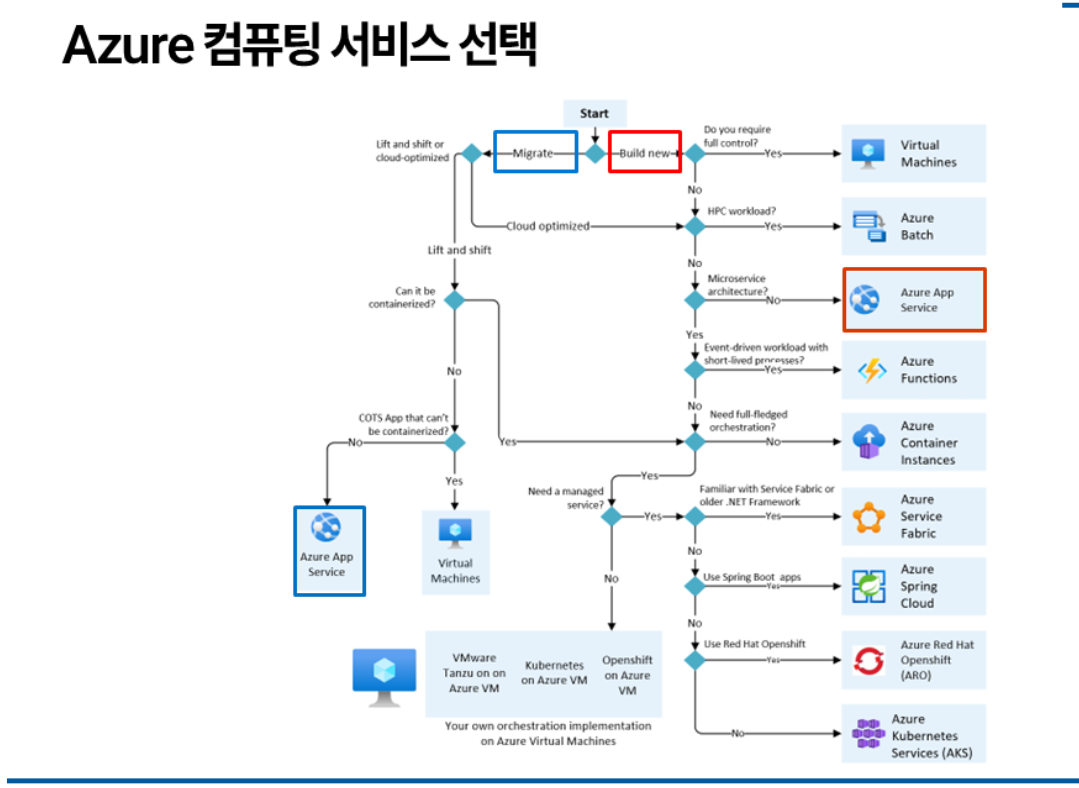 Azure 컴퓨팅 서비스 선택
Start
Lift and shift or
cloud-optimized
Migrate
Build new
Do you require
full control?
Yes
Virtual
Machines
No
Cloud optimized
HPC workload?
Yes
Azure
Batch
Lift and shift
No
Can it be
containerized?
Microservice
architecture?
No
Azure App
Service
Yes
Event-driven workload with
short-lived processes?
Yes
Azure
Functions
No
No
COTS App that can't
be containerized?
No
Yes
Need full-fledged
orchestration?
No
Azure
Container
Instances
Yes
Yes
Need a managed
service?
Yes
Familiar with Service Fabric or
older .NET Framework
Yes
Azure
Service
Fabric
Azure App
Service
Virtual
Machines
No
No
Use Spring Boot apps
Yes
Azure
Spring
Cloud
No
Use Red Hat Openshift
Yes
Azure Red Hat
Openshift
(ARO)
VMware
Tanzu on on
Azure VM
Kubernetes
on Azure VM
Openshift
on Azure
VM
Your own orchestration implementation
on Azure Virtual Machines
No
Azure
Kubernetes
Services (AKS)